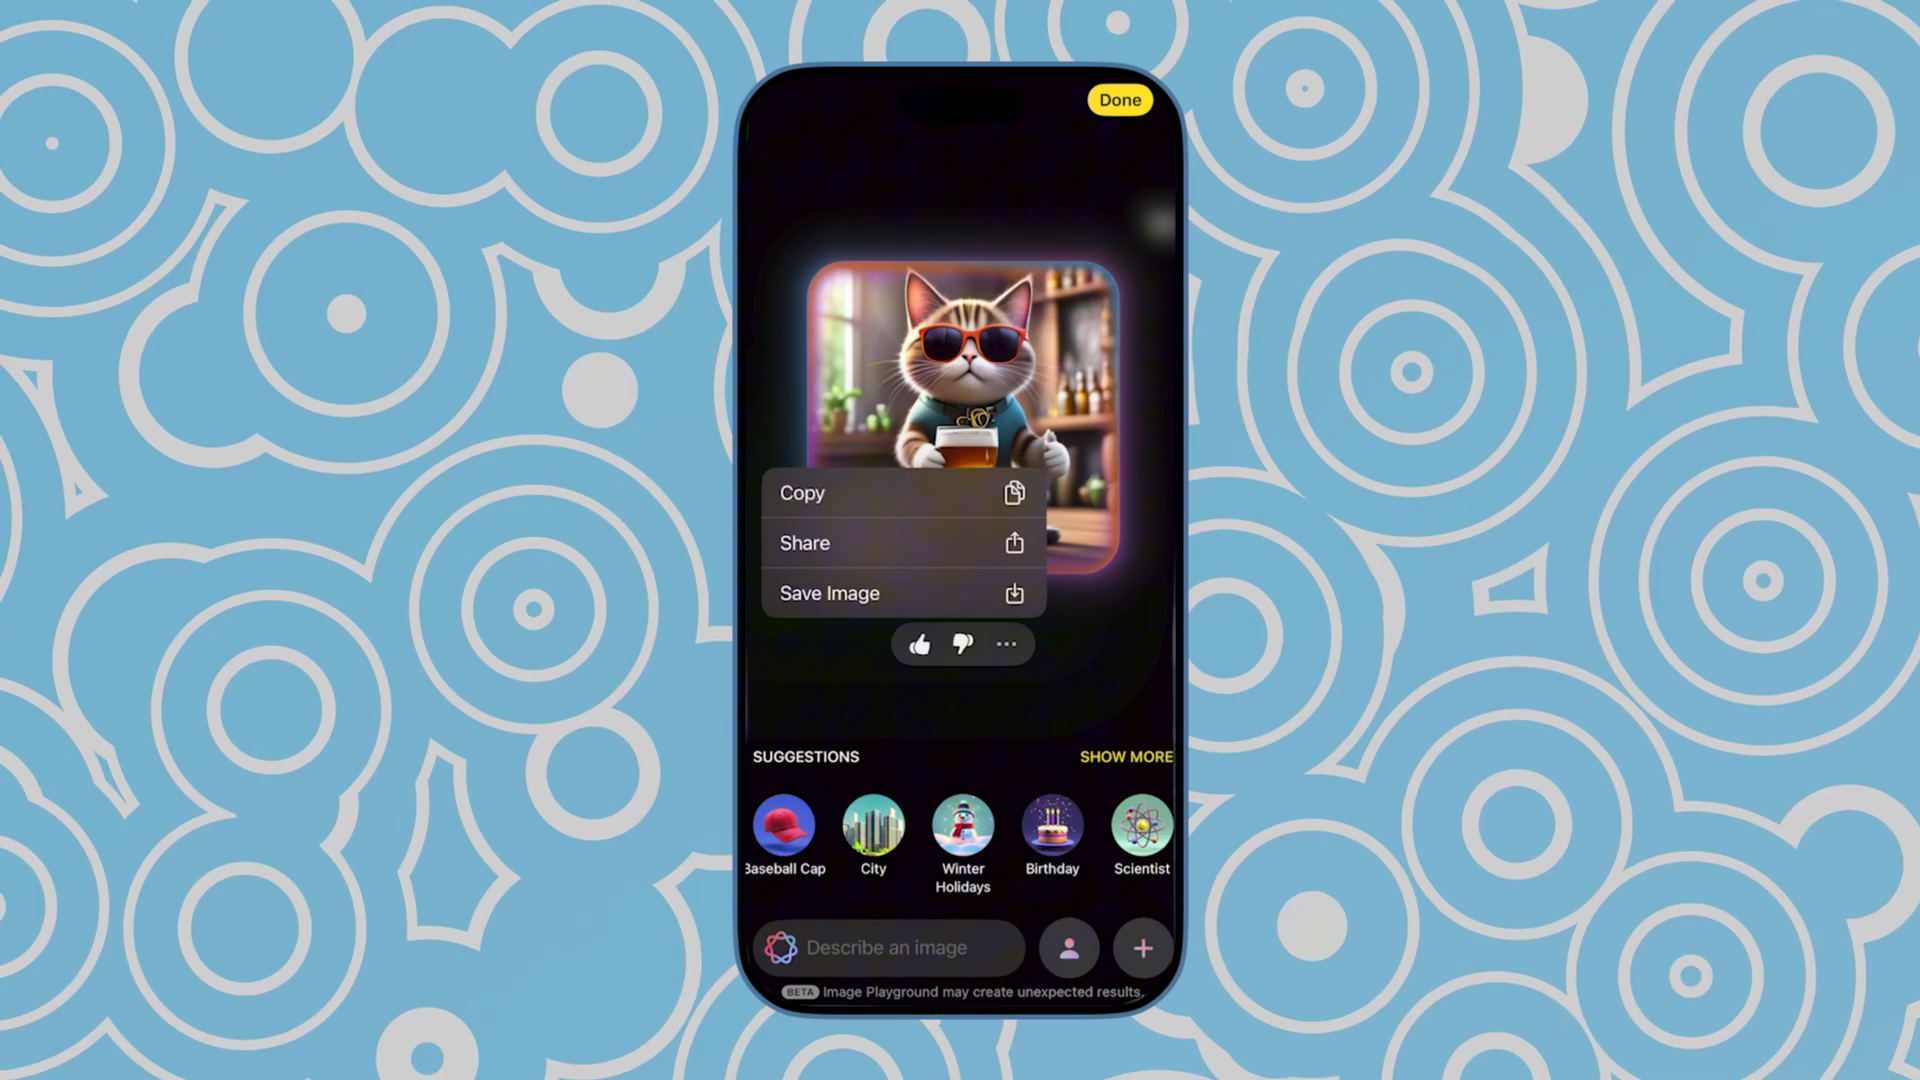 Done
Copy
Share
Save Image
SUGGESTIONS
SHOW MORE
Baseball Cap
City
Winter
Holidays
Birthday
Scientist
Describe an image
BETA Image Playground may create unexpected results.